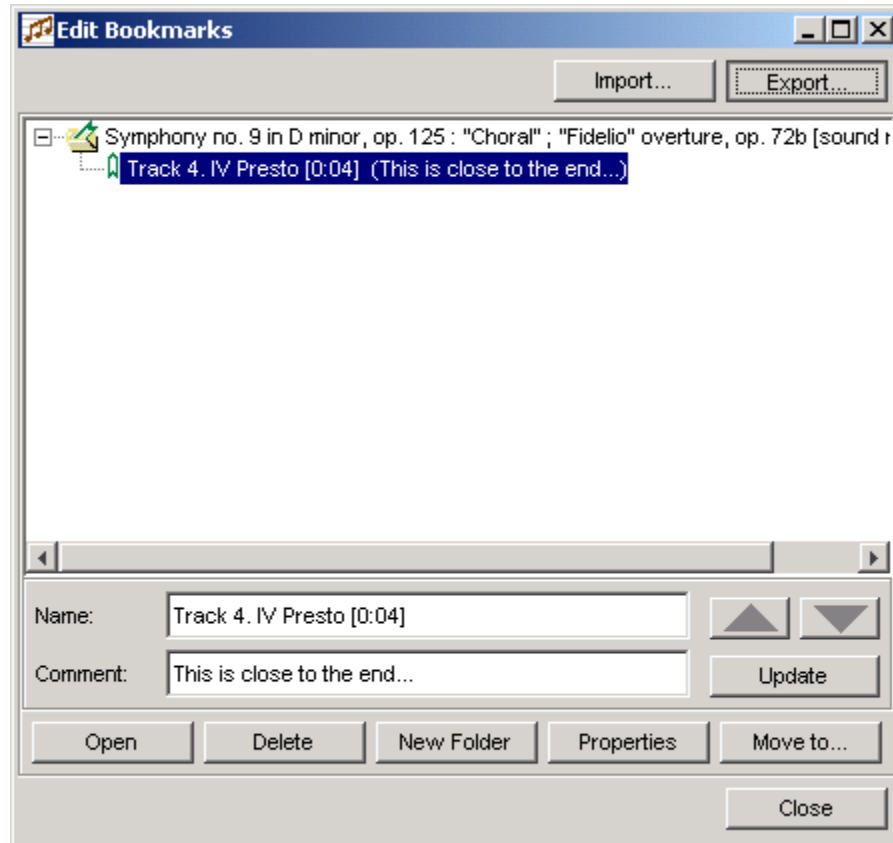 Edit Bookmarks
Import... Export...
Symphony no. 9 in D minor, op. 125 : "Choral" ; "Fidelio" overture, op. 72b [sound r
Track 4. IV Presto [0:04] (This is close to the end...)
Name: Track 4. IV Presto [0:04]
Comment: This is close to the end... Update
Open Delete New Folder Properties Move to...
Close